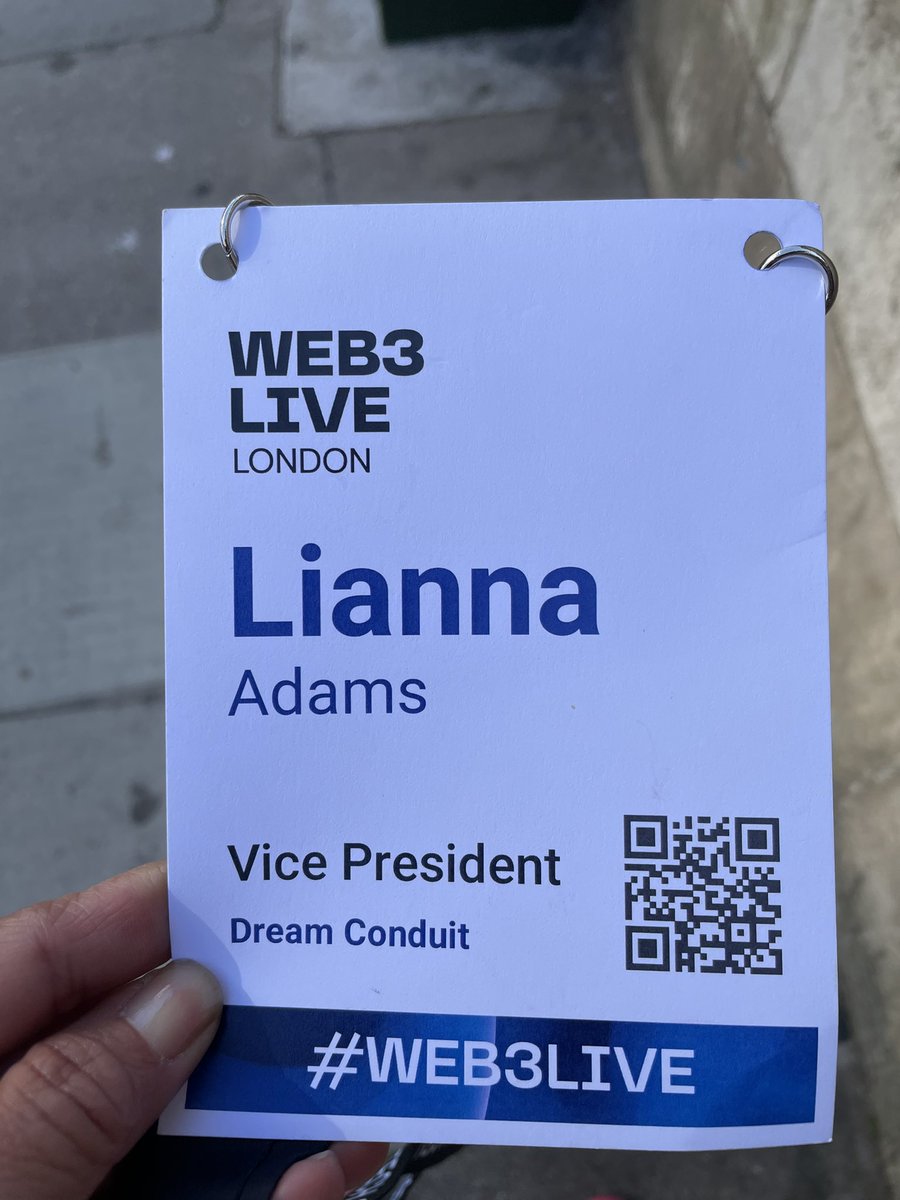 WEB3
LIVE
LONDON
Lianna
Adams
Vice President
Dream Conduit
#WEB3LIVE